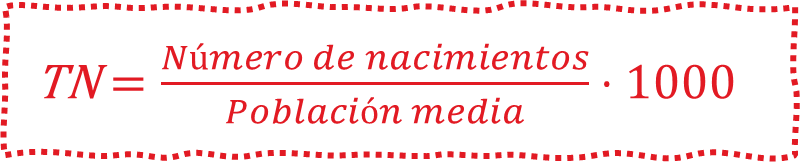 TN = Número de nacimientos / Población media · 1000